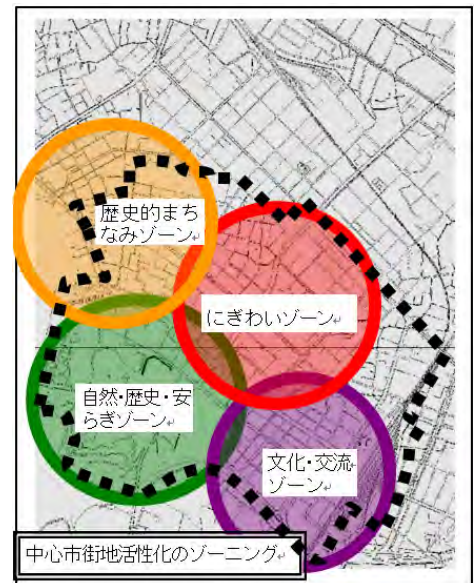 歴史的まち
なみゾーン
にぎわいゾーン
自然・歴史・安
らぎゾーン
文化・交流
ゾーン
中心市街地活性化のゾーニング